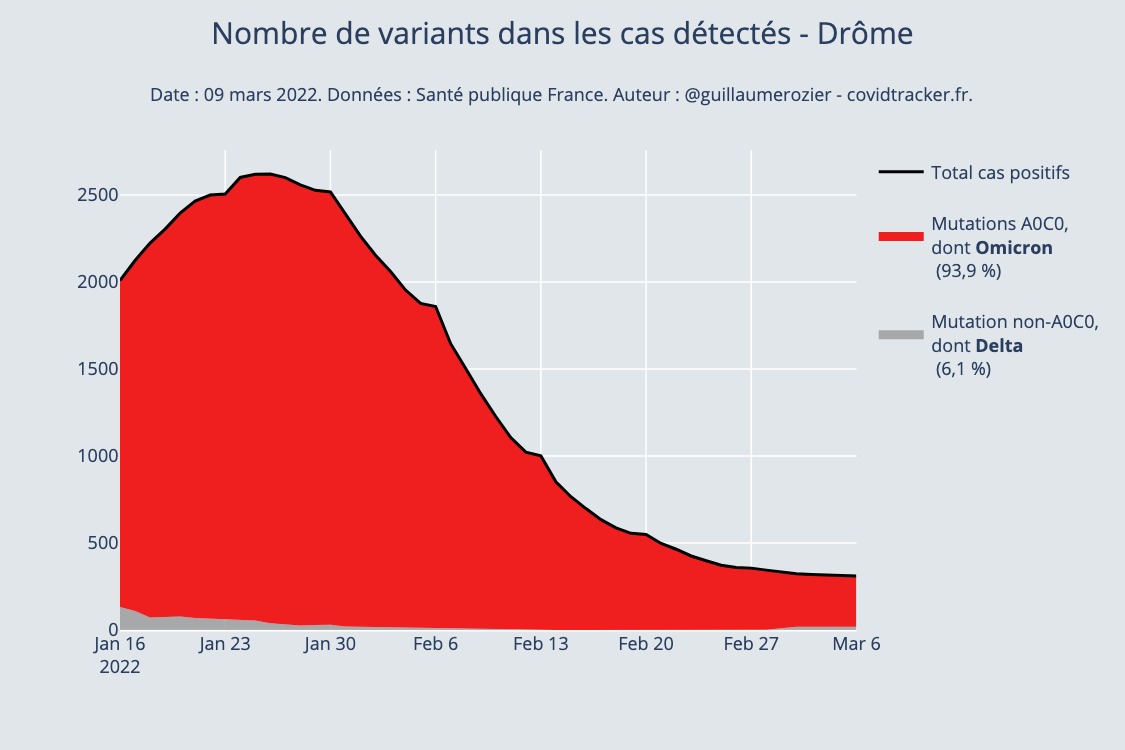 Nombre de variants dans les cas détectés - Drôme
Date : 09 mars 2022. Données : Santé publique France. Auteur : @guillaumerozier - covidtracker.fr.
2500
2000
1500
1000
500
0
Jan 16
2022
Jan 23
Jan 30
Feb 6
Feb 13
Feb 20
Feb 27
Mar 6
Total cas positifs
Mutations A0C0,
dont Omicron
(93,9 %)
Mutation non-A0C0,
dont Delta
(6,1 %)